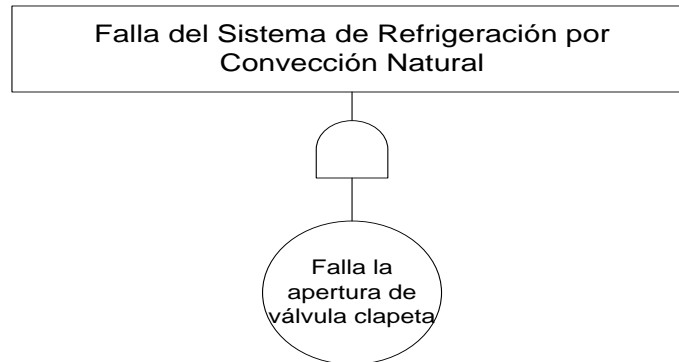 Falla del Sistema de Refrigeración por
Convección Natural
Falla la
apertura de
válvula clapeta